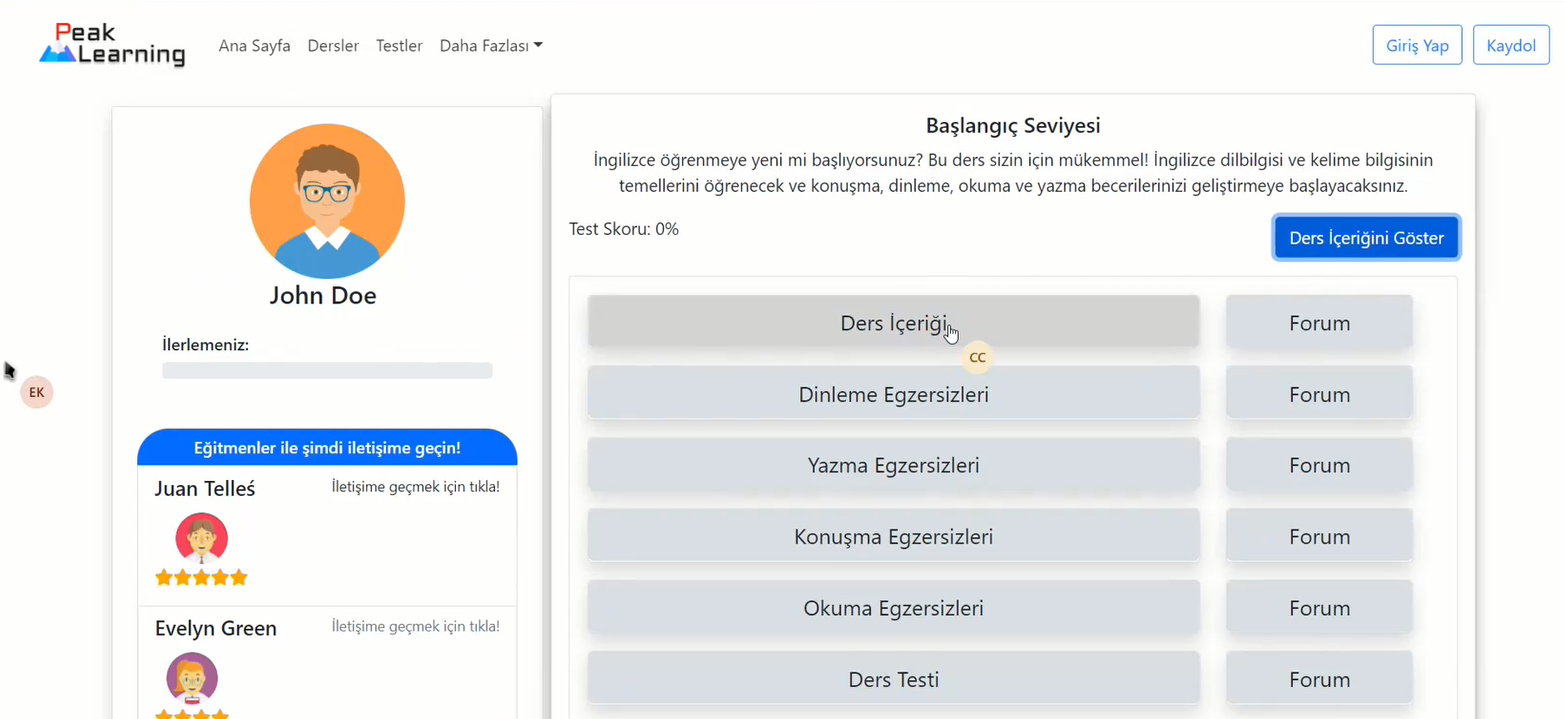 Peak Learning
Ana Sayfa Dersler Testler Daha Fazlası
Giriş Yap Kaydol
John Doe
İlerlemeniz:
EK
Eğitmenler ile şimdi iletişime geçin!
Juan Telleś İletişime geçmek için tıkla!
Evelyn Green İletişime geçmek için tıkla!
Başlangıç Seviyesi
İngilizce öğrenmeye yeni mi başlıyorsunuz? Bu ders sizin için mükemmel! İngilizce dilbilgisi ve kelime bilgisinin
temellerini öğrenecek ve konuşma, dinleme, okuma ve yazma becerilerinizi geliştirmeye başlayacaksınız.
Test Skoru: 0%
Ders İçeriğini Göster
Ders İçeriği Forum
CC
Dinleme Egzersizleri Forum
Yazma Egzersizleri Forum
Konuşma Egzersizleri Forum
Okuma Egzersizleri Forum
Ders Testi Forum